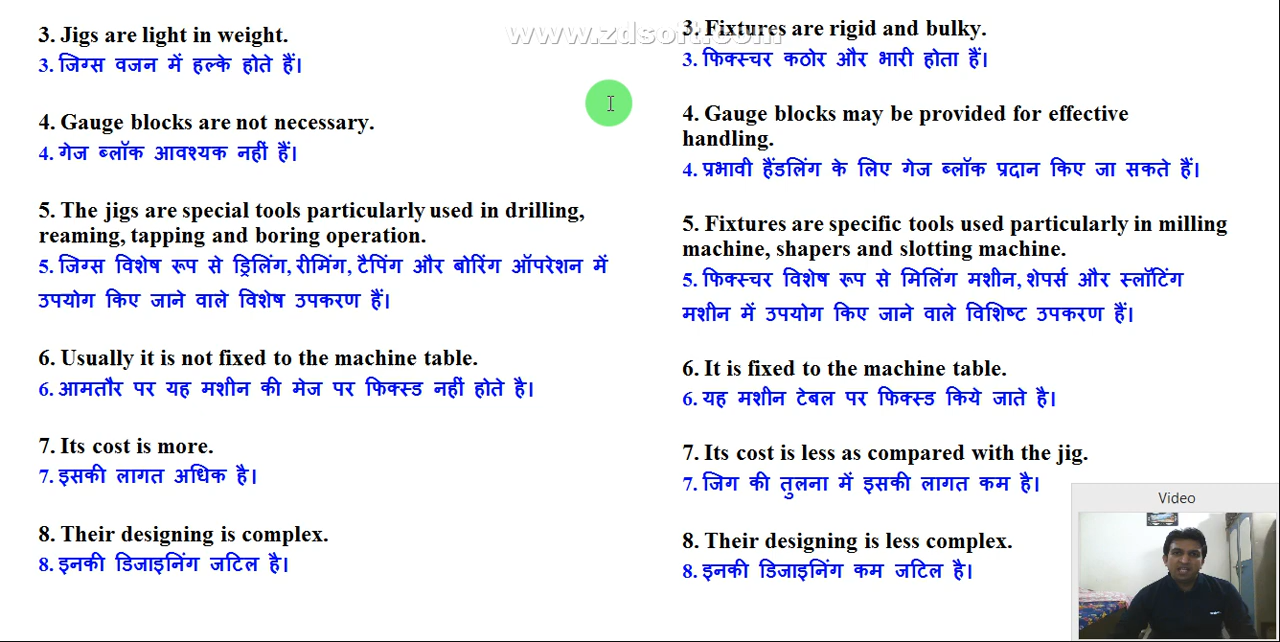 www.zdsoft.com
3. Jigs are light in weight.
3. जिग्स वजन में हल्के होते हैं।
4. Gauge blocks are not necessary.
4. गेज ब्लॉक आवश्यक नहीं हैं।
5. The jigs are special tools particularly used in drilling,
reaming, tapping and boring operation.
5. जिग्स विशेष रूप से ड्रिलिंग, रीमिंग, टैपिंग और बोरिंग ऑपरेशन में
उपयोग किए जाने वाले विशेष उपकरण हैं।
6. Usually it is not fixed to the machine table.
6. आमतौर पर यह मशीन की मेज पर फिक्स्ड नहीं होते है।
7. Its cost is more.
7. इसकी लागत अधिक है।
8. Their designing is complex.
8. इनकी डिजाइनिंग जटिल है।
3. Fixtures are rigid and bulky.
3. फिक्स्चर कठोर और भारी होता हैं।
4. Gauge blocks may be provided for effective
handling.
4. प्रभावी हैंडलिंग के लिए गेज ब्लॉक प्रदान किए जा सकते हैं।
5. Fixtures are specific tools used particularly in milling
machine, shapers and slotting machine.
5. फिक्स्चर विशेष रूप से मिलिंग मशीन, शेपर्स और स्लॉटिंग
मशीन में उपयोग किए जाने वाले विशिष्ट उपकरण हैं।
6. It is fixed to the machine table.
6. यह मशीन टेबल पर फिक्स्ड किये जाते है।
7. Its cost is less as compared with the jig.
7. जिग की तुलना में इसकी लागत कम है।
8. Their designing is less complex.
8. इनकी डिजाइनिंग कम जटिल है।
Video